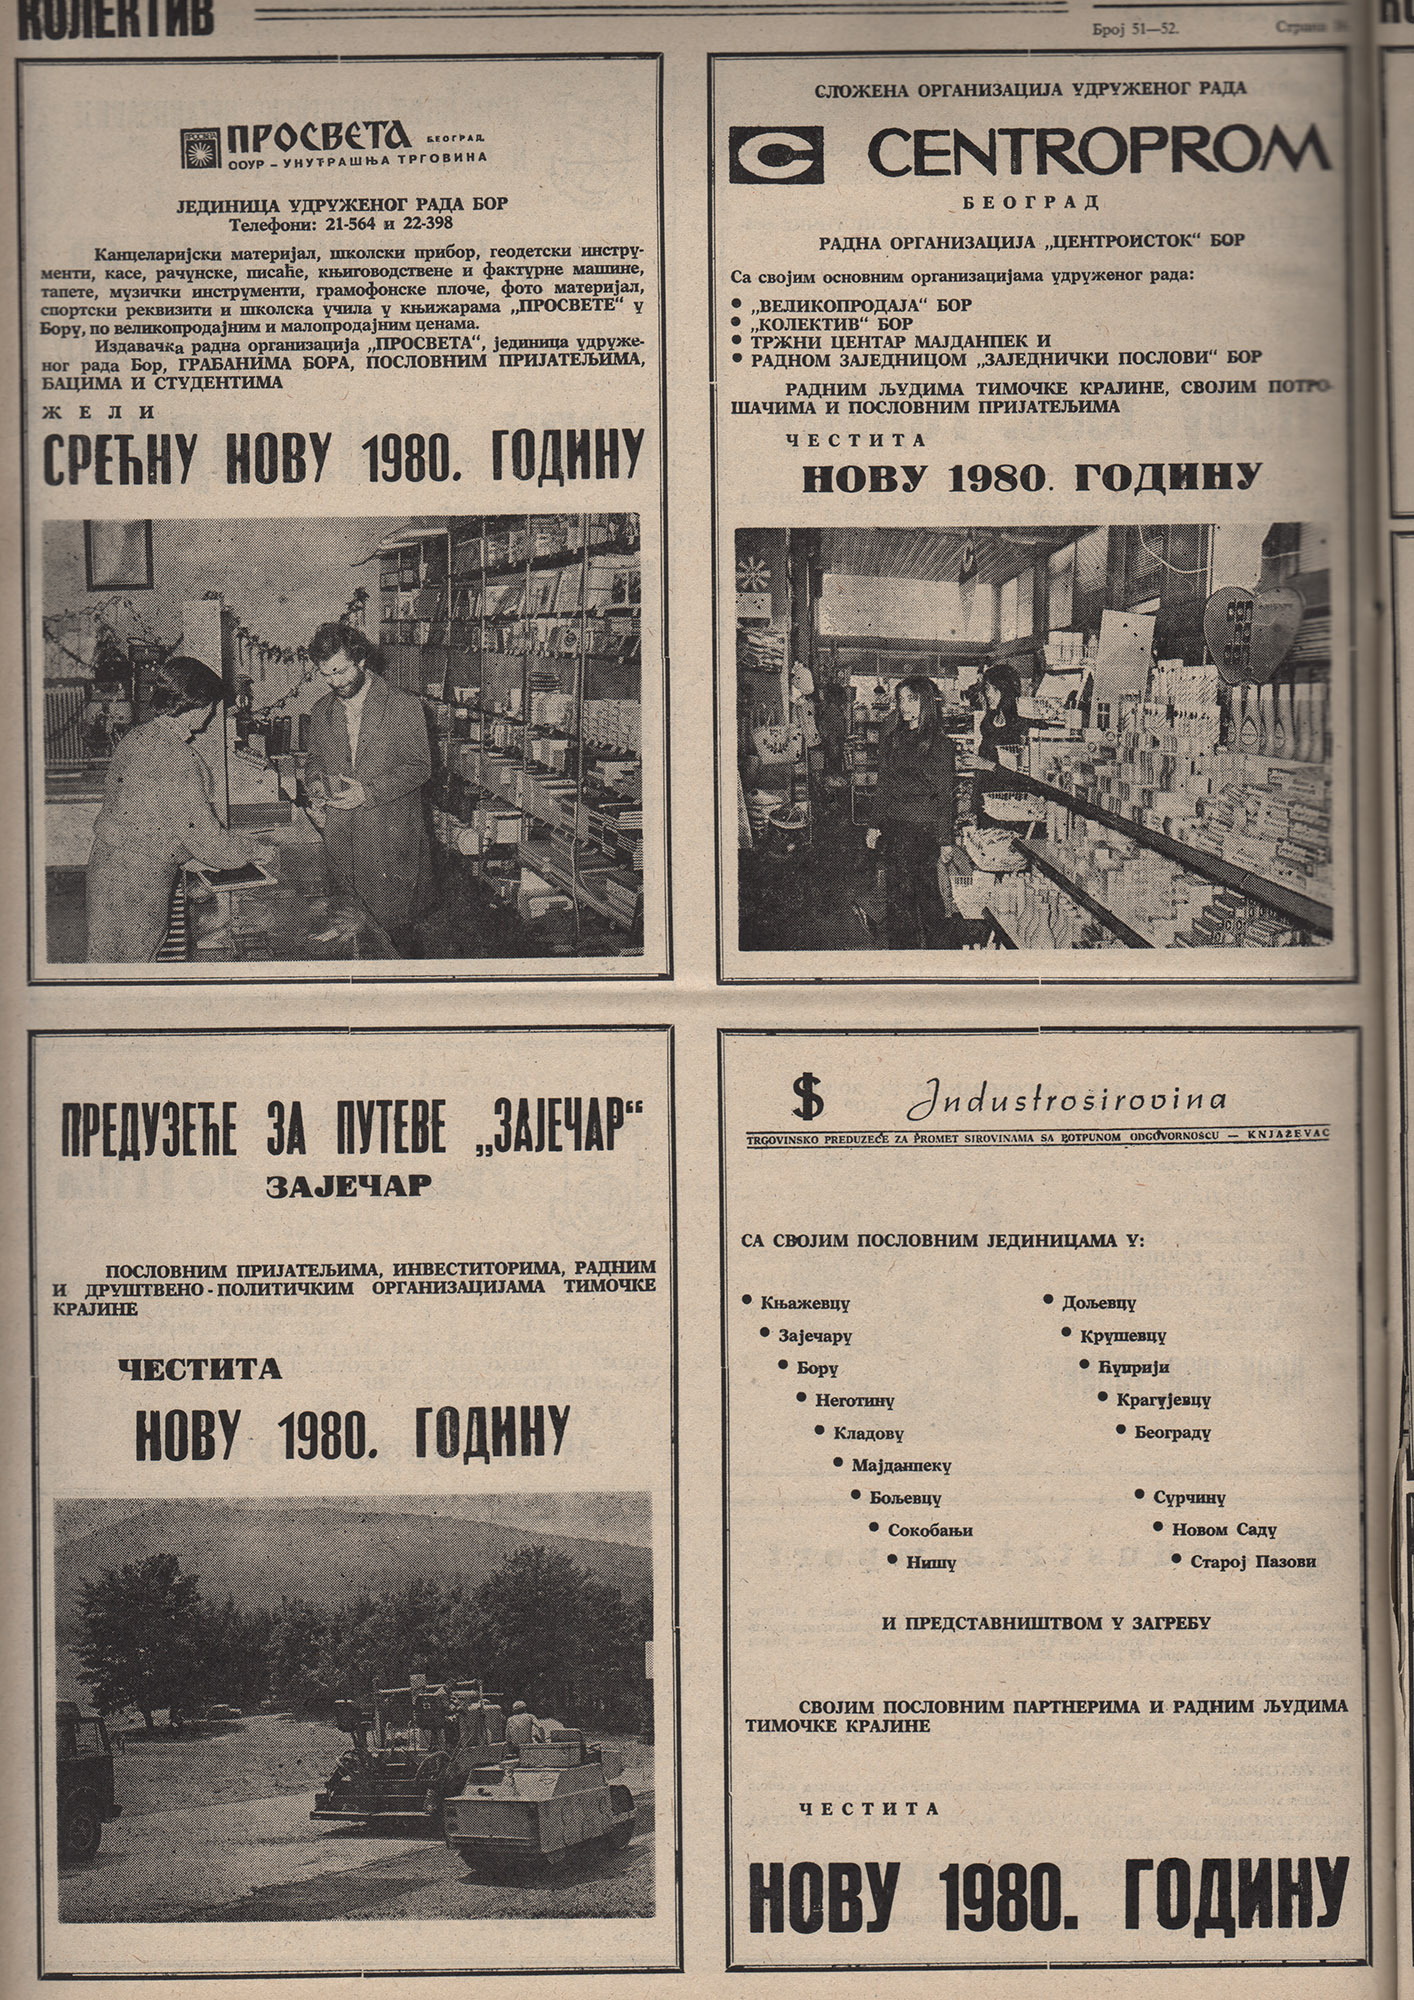 КОЛЕКТИВ
Број 51—52.
ПРОСВЕТА БЕОГРАД
ООУР – УНУТРАШЊА ТРГОВИНА
ЈЕДИНИЦА УДРУЖЕНОГ РАДА БОР
Телефони: 21-564 и 22-398
Канцеларијски материјал, школски прибор, геодетски инстру-
менти, касе, рачунске, писаће, књиговодствене и фактурне машине,
тапете, музички инструменти, грамофонске плоче, фото материјал,
спортски реквизити и школска учила у књижарама „ПРОСВЕТЕ“ у
Бору, по великопродајним и малопродајним ценама.
Издавачка радна организација „ПРОСВЕТА“, јединица удруже-
ног рада Бор, ГРАБАНИМА БОРА, ПОСЛОВНИМ ПРИЈАТЕЉИМА,
БАЦИМА И СТУДЕНТИМА
ЖЕЛИ
СРЕЋНУ НОВУ 1980. ГОДИНУ
СЛОЖЕНА ОРГАНИЗАЦИЈА УДРУЖЕНОГ РАДА
CENTROPROM
БЕОГРАД
РАДНА ОРГАНИЗАЦИЈА „ЦЕНТРОИСТОК“ БОР
Са својим основним организацијама удруженог рада:
● „ВЕЛИКОПРОДАЈА“ БОР
● „КОЛЕКТИВ“ БОР
● ТРЖНИ ЦЕНТАР МАЈДАНПЕК И
● РАДНОМ ЗАЈЕДНИЦОМ „ЗАЈЕДНИЧКИ ПОСЛОВИ“ БОР
РАДНИМ ЉУДИМА ТИМОЧКЕ КРАЈИНЕ, СВОЈИМ ПОТРО-
ШАЧИМА И ПОСЛОВНИМ ПРИЈАТЕЉИМА
ЧЕСТИТА
НОВУ 1980. ГОДИНУ
ПРЕДУЗЕЋЕ ЗА ПУТЕВЕ „ЗАЈЕЧАР“
ЗАЈЕЧАР
ПОСЛОВНИМ ПРИЈАТЕЉИМА, ИНВЕСТИТОРИМА, РАДНИМ
И ДРУШТВЕНО-ПОЛИТИЧКИМ ОРГАНИЗАЦИЈАМА ТИМОЧКЕ
КРАЈИНЕ
ЧЕСТИТА
НОВУ 1980. ГОДИНУ
Industrosirovina
TRGOVINSKO PREDUZEĆE ZA PROMET SIROVINAMA SA POTPUNOM ODGOVORNOSCU — KNJAŽEVAC
СА СВОЈИМ ПОСЛОВНИМ ЈЕДИНИЦАМА У:
● Књажевцу
● Зајечару
● Бору
● Неготину
● Кладову
● Мајданпеку
● Бољевцу
● Сокобањи
● Нишу
● Дољевцу
● Крушевцу
● Ћуприји
● Крагујевцу
● Београду
● Сурчину
● Новом Саду
● Старој Пазови
И ПРЕДСТАВНИШТВОМ У ЗАГРЕБУ
СВОЈИМ ПОСЛОВНИМ ПАРТНЕРИМА И РАДНИМ ЉУДИМА
ТИМОЧКЕ КРАЈИНЕ
ЧЕСТИТА
НОВУ 1980. ГОДИНУ